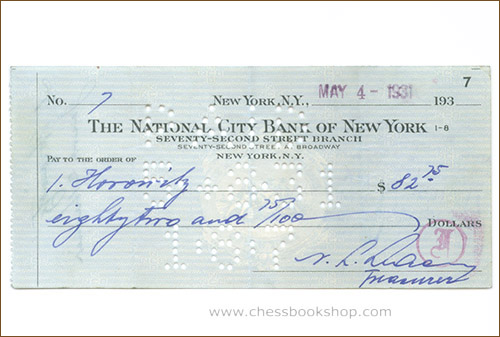 7
No. 7 NEW YORK, N.Y., MAY 4 - 1931 193
THE NATIONAL CITY BANK OF NEW YORK 1-8
SEVENTY-SECOND STREET BRANCH
SEVENTY-SECOND STREET AT BROADWAY
PAY TO THE ORDER OF NEW YORK, N.Y.
I. Horowitz $ 82 75
eighty two and 75/100 DOLLARS
Treasurer
www.chessbookshop.com